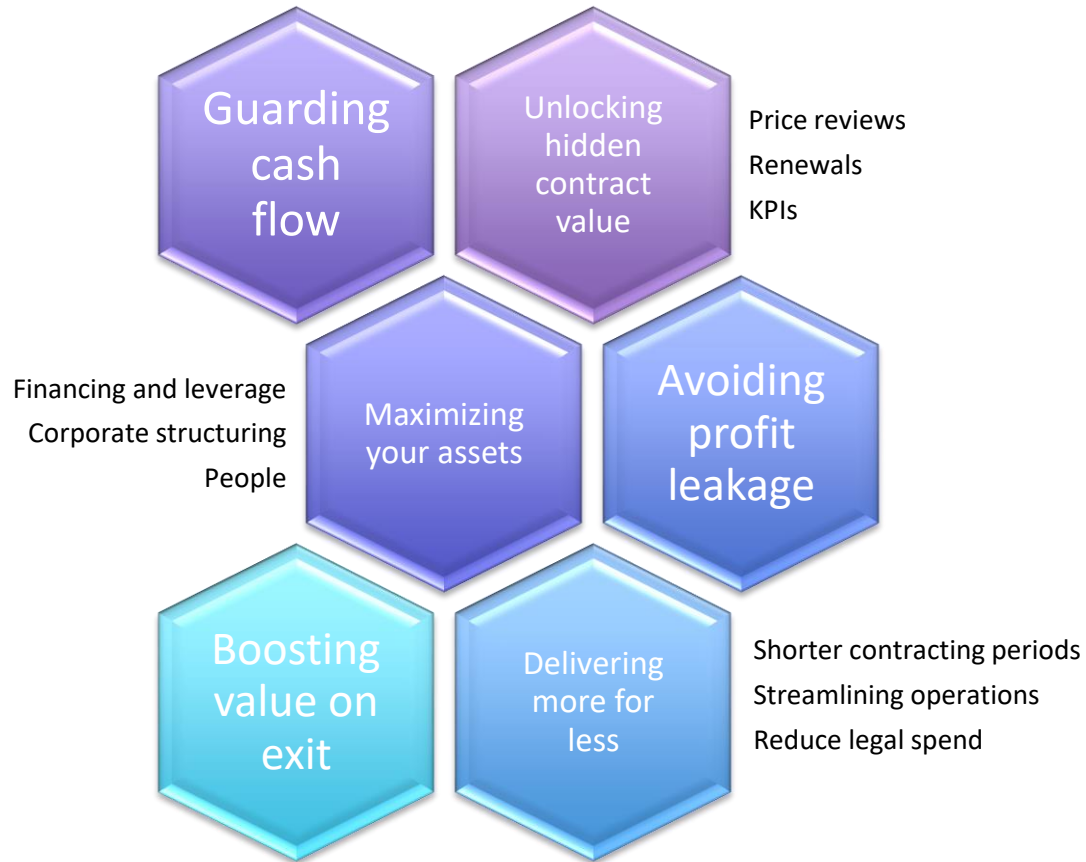 Guarding
cash
flow
Unlocking
hidden
contract
value
Price reviews
Renewals
KPIs
Financing and leverage
Corporate structuring
People
Maximizing
your assets
Avoiding
profit
leakage
Boosting
value on
exit
Delivering
more for
less
Shorter contracting periods
Streamlining operations
Reduce legal spend